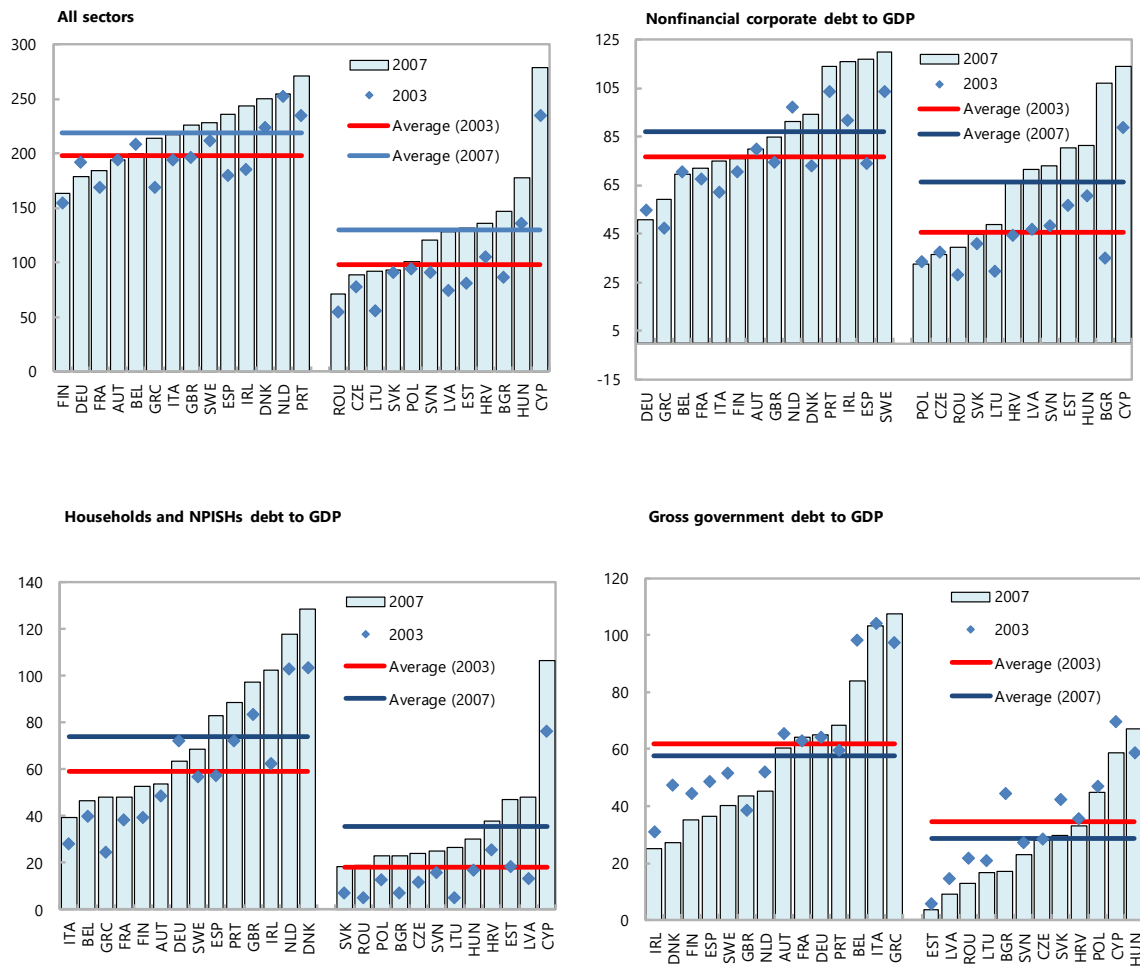 All sectors
300
250
200
150
100
50
0
2007
2003
Average (2003)
Average (2007)
FIN DEU FRA AUT BEL GRC ITA GBR SWE ESP IRL DNK NLD PRT ROU CZE LTU SVK POL SVN LVA EST HRV BGR HUN CYP
Nonfinancial corporate debt to GDP
125
105
85
65
45
25
5
-15
2007
2003
Average (2003)
Average (2007)
DEU GRC BEL FRA ITA FIN AUT GBR NLD DNK PRT IRL ESP SWE POL CZE ROU SVK LTU HRV LVA SVN EST HUN BGR CYP
Households and NPISHs debt to GDP
140
120
100
80
60
40
20
0
2007
2003
Average (2003)
Average (2007)
ITA BEL GRC FRA FIN AUT DEU SWE ESP PRT GBR IRL NLD DNK SVK ROU POL BGR CZE SVN LTU HUN HRV EST LVA CYP
Gross government debt to GDP
120
100
80
60
40
20
0
2007
2003
Average (2003)
Average (2007)
IRL DNK FIN ESP SWE GBR NLD AUT FRA DEU PRT BEL ITA GRC EST LVA ROU LTU BGR SVN CZE SVK HRV POL CYP HUN